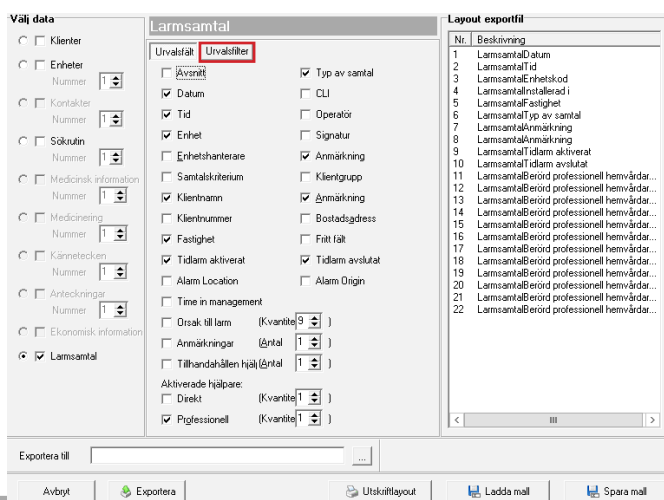 Välj data
Klienter
Enheter
Nummer 1
Kontakter
Nummer 1
Sökrutin
Nummer 1
Medicinsk information
Nummer 1
Medicinering
Nummer 1
Kännetecken
Nummer 1
Anteckningar
Nummer 1
Ekonomisk information
Larmsamtal
Larmsamtal
Urvalsfält Urvalsfilter
Avsnitt Typ av samtal
Datum CLI
Tid Operatör
Enhet Signatur
Enhetshanterare Anmärkning
Samtalskriterium Klientgrupp
Klientnamn Anmärkning
Klientnummer Bostadsadress
Fastighet Fritt fält
Tidlarm aktiverat Tidlarm avslutat
Alarm Location Alarm Origin
Time in management
Orsak till larm (Kvantite 9 )
Anmärkningar (Antal 1 )
Tillhandahållen hjälj (Antal 1 )
Aktiverade hjälpare:
Direkt (Kvantite 1 )
Professionell (Kvantite 1 )
Layout exportfil
Nr. Beskrivning
1 LarmsamtalDatum
2 LarmsamtalTid
3 LarmsamtalEnhetskod
4 LarmsamtalInstallerad i
5 LarmsamtalFastighet
6 LarmsamtalTyp av samtal
7 LarmsamtalAnmärkning
8 LarmsamtalAnmärkning
9 LarmsamtalTidlarm aktiverat
10 LarmsamtalTidlarm avslutat
11 LarmsamtalBerörd professionell hemvårdar...
12 LarmsamtalBerörd professionell hemvårdar...
13 LarmsamtalBerörd professionell hemvårdar...
14 LarmsamtalBerörd professionell hemvårdar...
15 LarmsamtalBerörd professionell hemvårdar...
16 LarmsamtalBerörd professionell hemvårdar...
17 LarmsamtalBerörd professionell hemvårdar...
18 LarmsamtalBerörd professionell hemvårdar...
19 LarmsamtalBerörd professionell hemvårdar...
20 LarmsamtalBerörd professionell hemvårdar...
21 LarmsamtalBerörd professionell hemvårdar...
22 LarmsamtalBerörd professionell hemvårdar...
Exportera till ...
Avbryt Exportera Utskriftlayout Ladda mall Spara mall